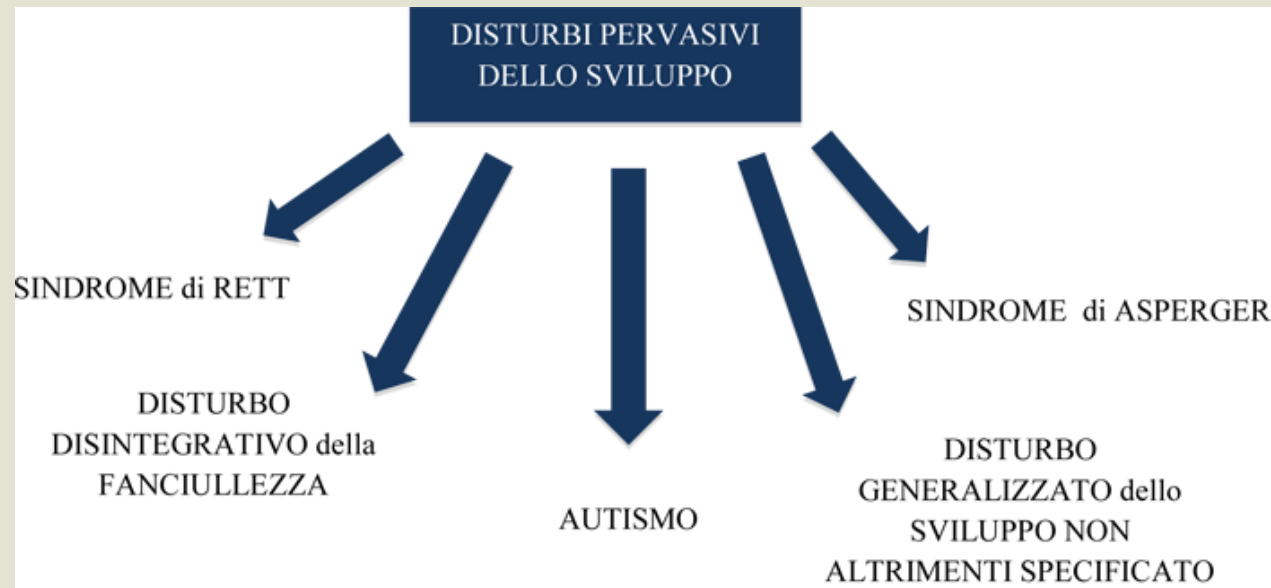 DISTURBI PERVASIVI
DELLO SVILUPPO
SINDROME di RETT
SINDROME di ASPERGER
DISTURBO
DISINTEGRATIVO della
FANCIULLEZZA
AUTISMO
DISTURBO
GENERALIZZATO dello
SVILUPPO NON
ALTRIMENTI SPECIFICATO